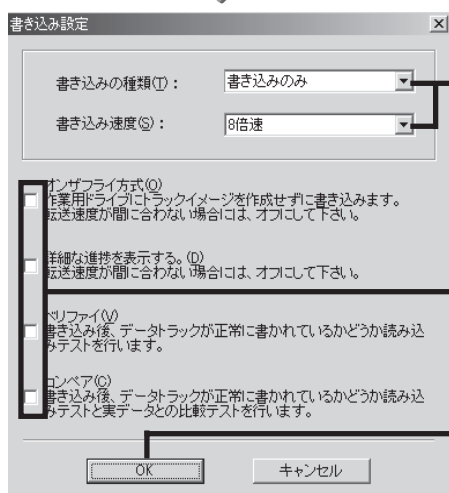 書き込み設定
書き込みの種類(T)：
書き込みのみ
書き込み速度(S)：
8倍速
オンザフライ方式(O)
作業用ドライブにトラックイメージを作成せずに書き込みます。
転送速度が間に合わない場合には、オフにして下さい。
詳細な進捗を表示する。(D)
転送速度が間に合わない場合には、オフにして下さい。
ベリファイ(V)
書き込み後、データトラックが正常に書かれているかどうか読み込
みテストを行います。
コンペア(C)
書き込み後、データトラックが正常に書かれているかどうか読み込
みテストと実データとの比較テストを行います。
OK
キャンセル